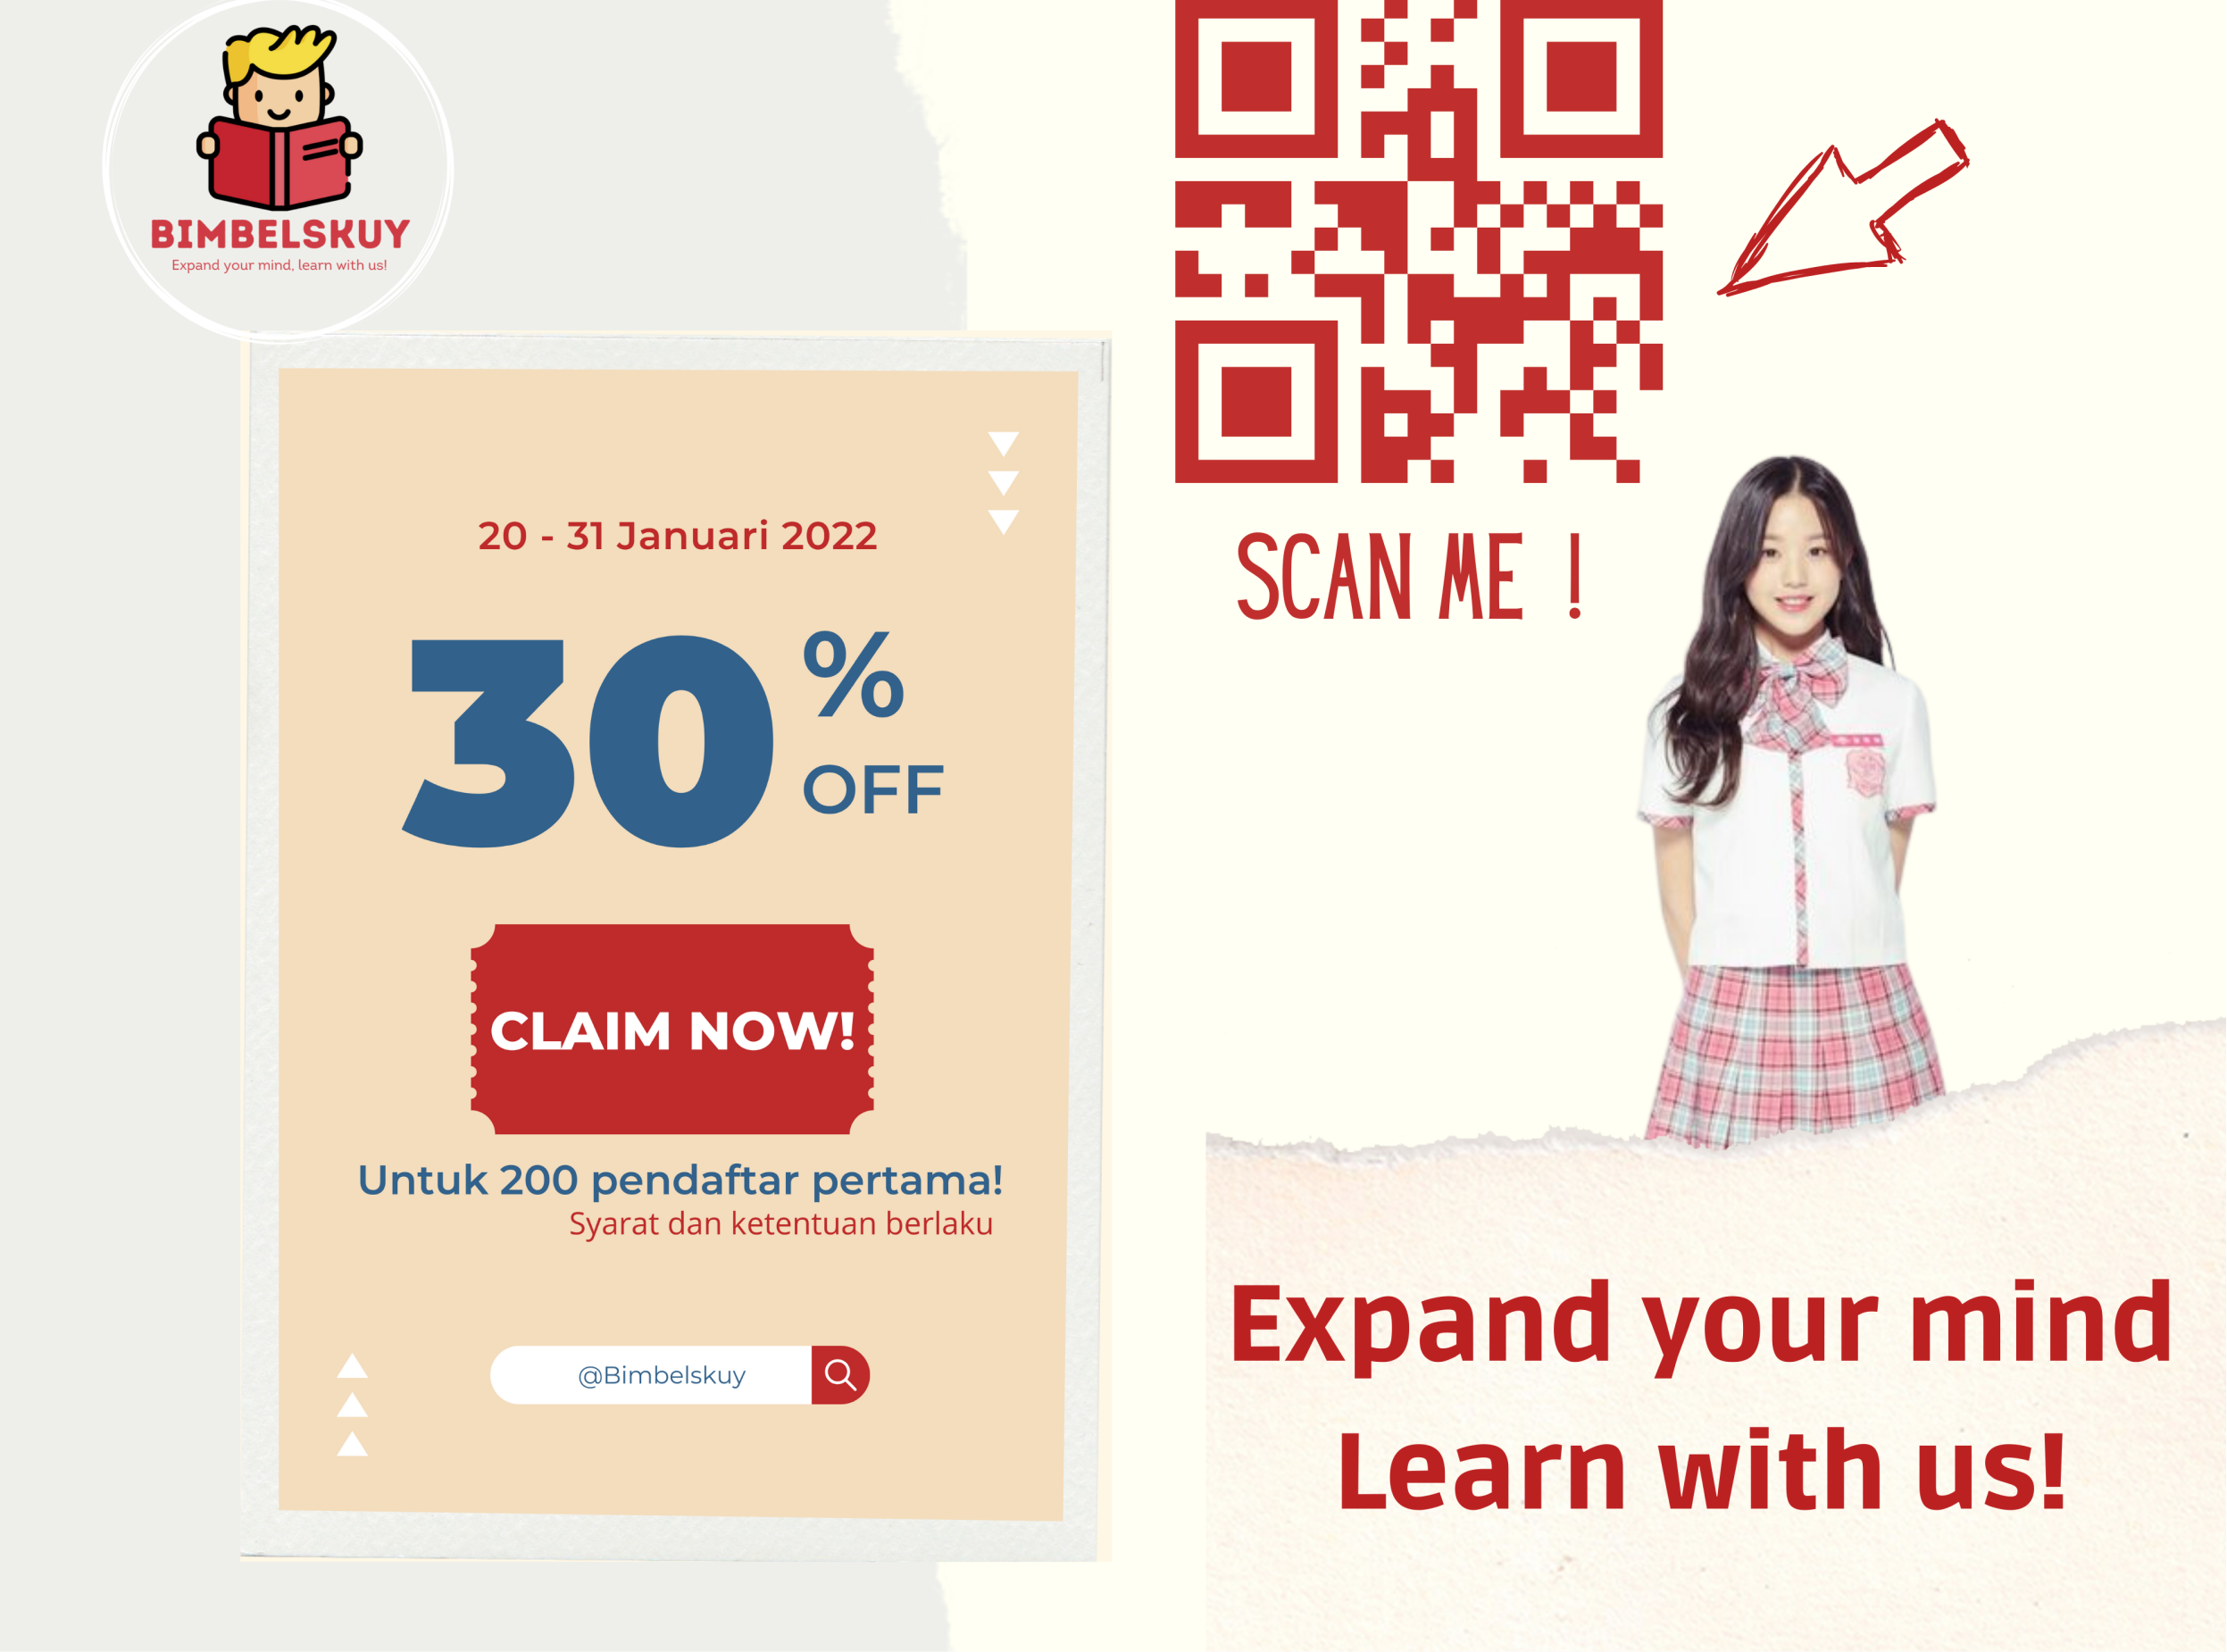 BIMBELSKUY
Expand your mind, learn with us!
20 - 31 Januari 2022
30 %
OFF
CLAIM NOW!
Untuk 200 pendaftar pertama!
Syarat dan ketentuan berlaku
@Bimbelskuy
SCAN ME !
Expand your mind
Learn with us!